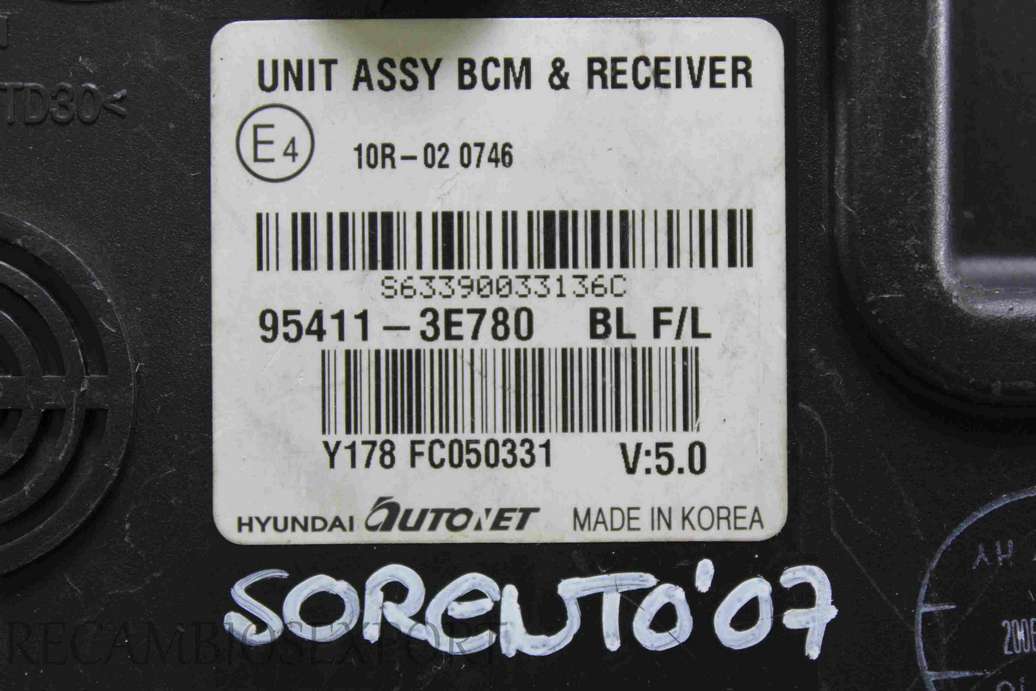 TD30<
UNIT ASSY BCM & RECEIVER
E4
10R-02 0746
S63390033136C
95411-3E780 BL F/L
Y178 FC050331 V:5.0
HYUNDAI AUTONET MADE IN KOREA
SORENTO'07
RECAMBIOSEXPORT